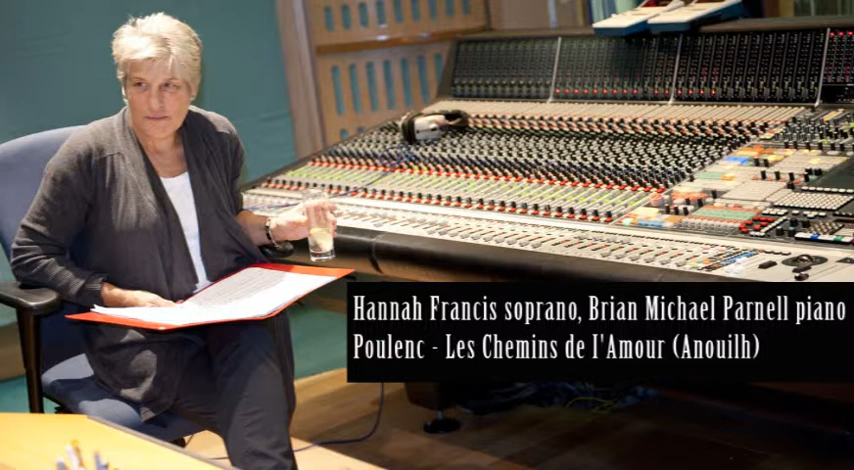 Hannah Francis soprano, Brian Michael Parnell piano
Poulenc - Les Chemins de I'Amour (Anouilh)